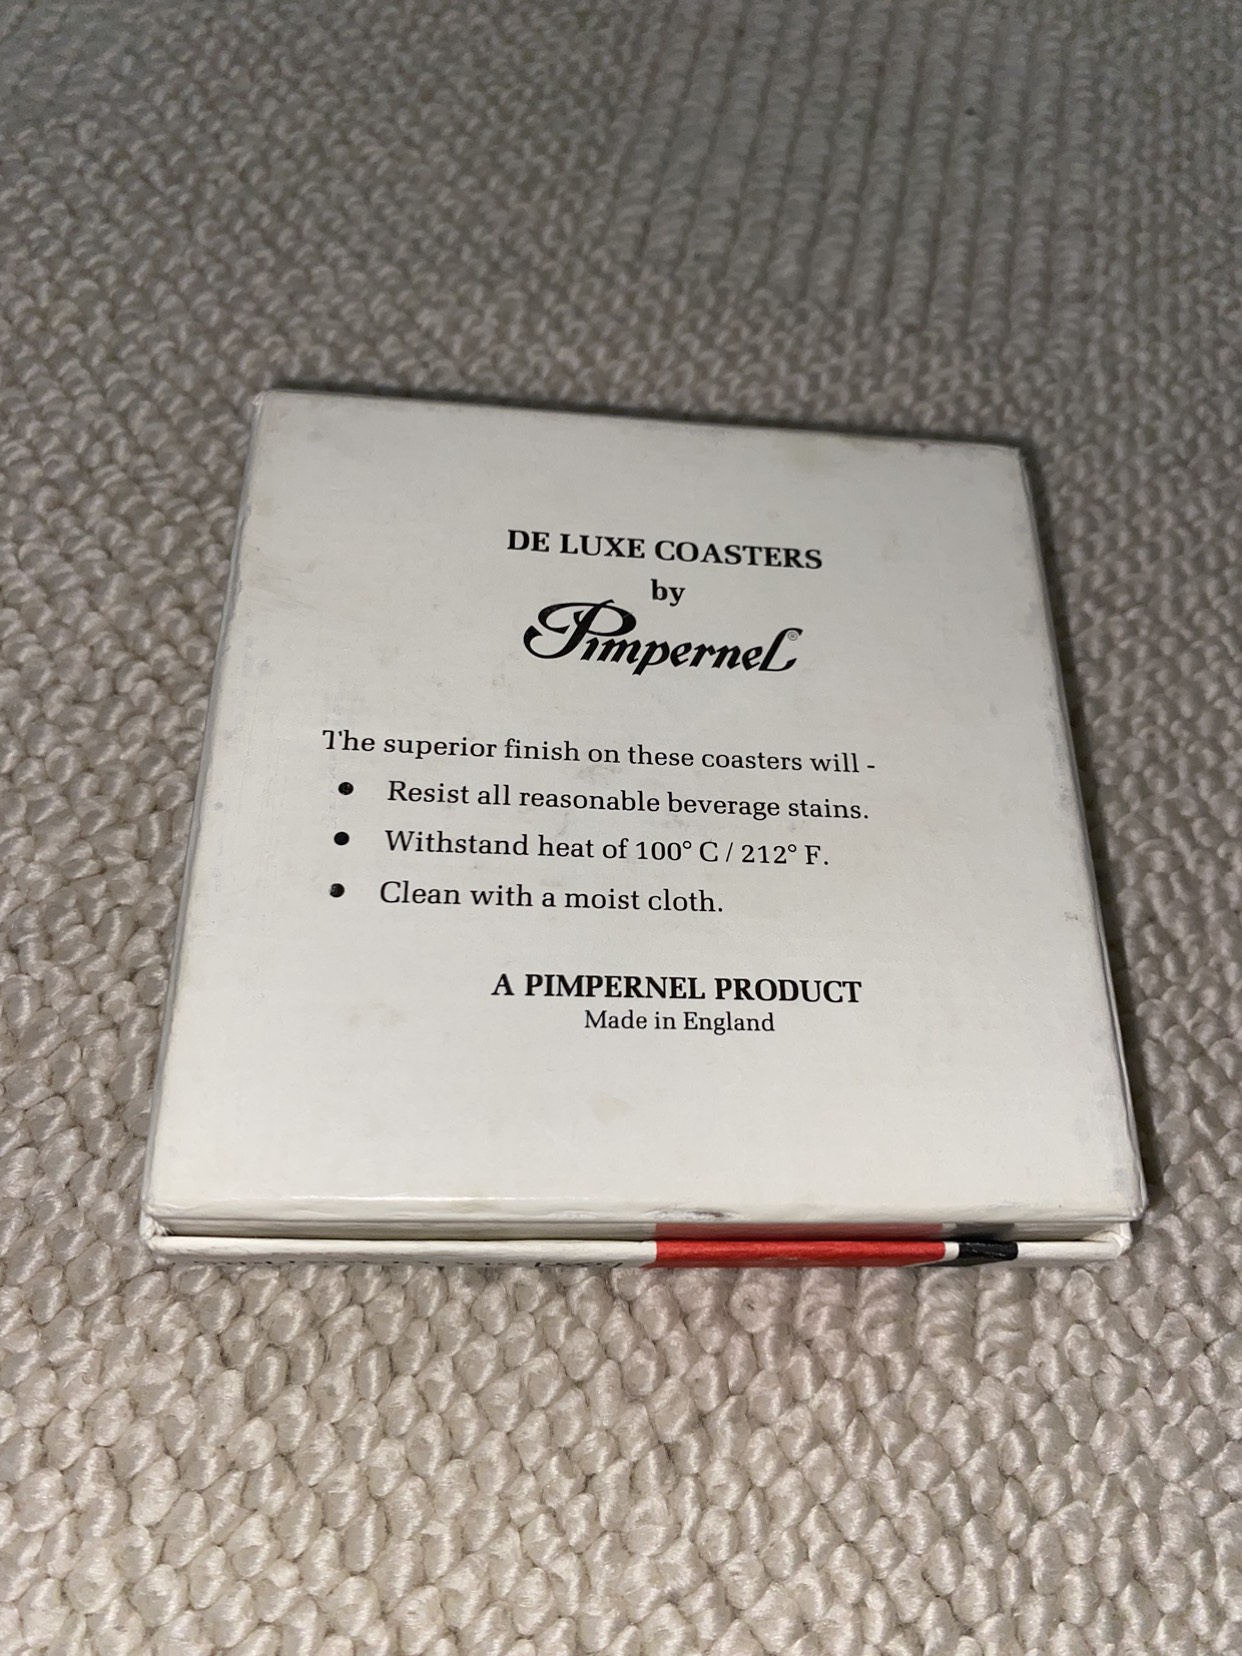 DE LUXE COASTERS
by
Pimpernel®
The superior finish on these coasters will -
● Resist all reasonable beverage stains.
● Withstand heat of 100° C / 212° F.
● Clean with a moist cloth.
A PIMPERNEL PRODUCT
Made in England